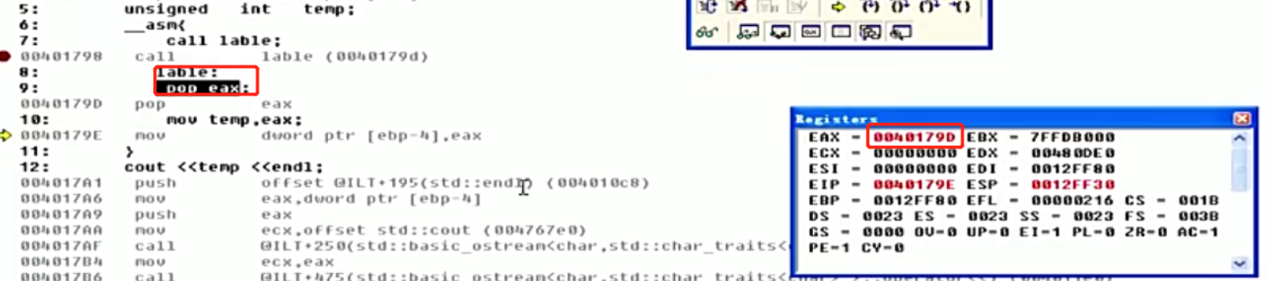 5: unsigned int temp;
6: __asm{
7: call lable;
00401798 call lable (0040179d)
8: lable:
9: pop eax;
0040179D pop eax
10: mov temp,eax;
0040179E mov dword ptr [ebp-4],eax
11: }
12: cout <<temp <<endl;
004017A1 push offset @ILT+195(std::endl) (004010c8)
004017A6 mov eax,dword ptr [ebp-4]
004017A9 push eax
004017AA mov ecx,offset std::cout (004767e0)
004017AF call @ILT+250(std::basic_ostream<char,std::char_traits<
004017B4 mov ecx,eax
004017B6 call @ILT+475(std::basic_ostream<char,std::char_traits<
Registers
EAX = 0040179D EBX = 7FFDB000
ECX = 00000000 EDX = 00480DE0
ESI = 00000000 EDI = 0012FF80
EIP = 0040179E ESP = 0012FF30
EBP = 0012FF80 EFL = 00000216 CS = 001B
DS = 0023 ES = 0023 SS = 0023 FS = 003B
GS = 0000 OV=0 UP=0 EI=1 PL=0 ZR=0 AC=1
PE=1 CY=0